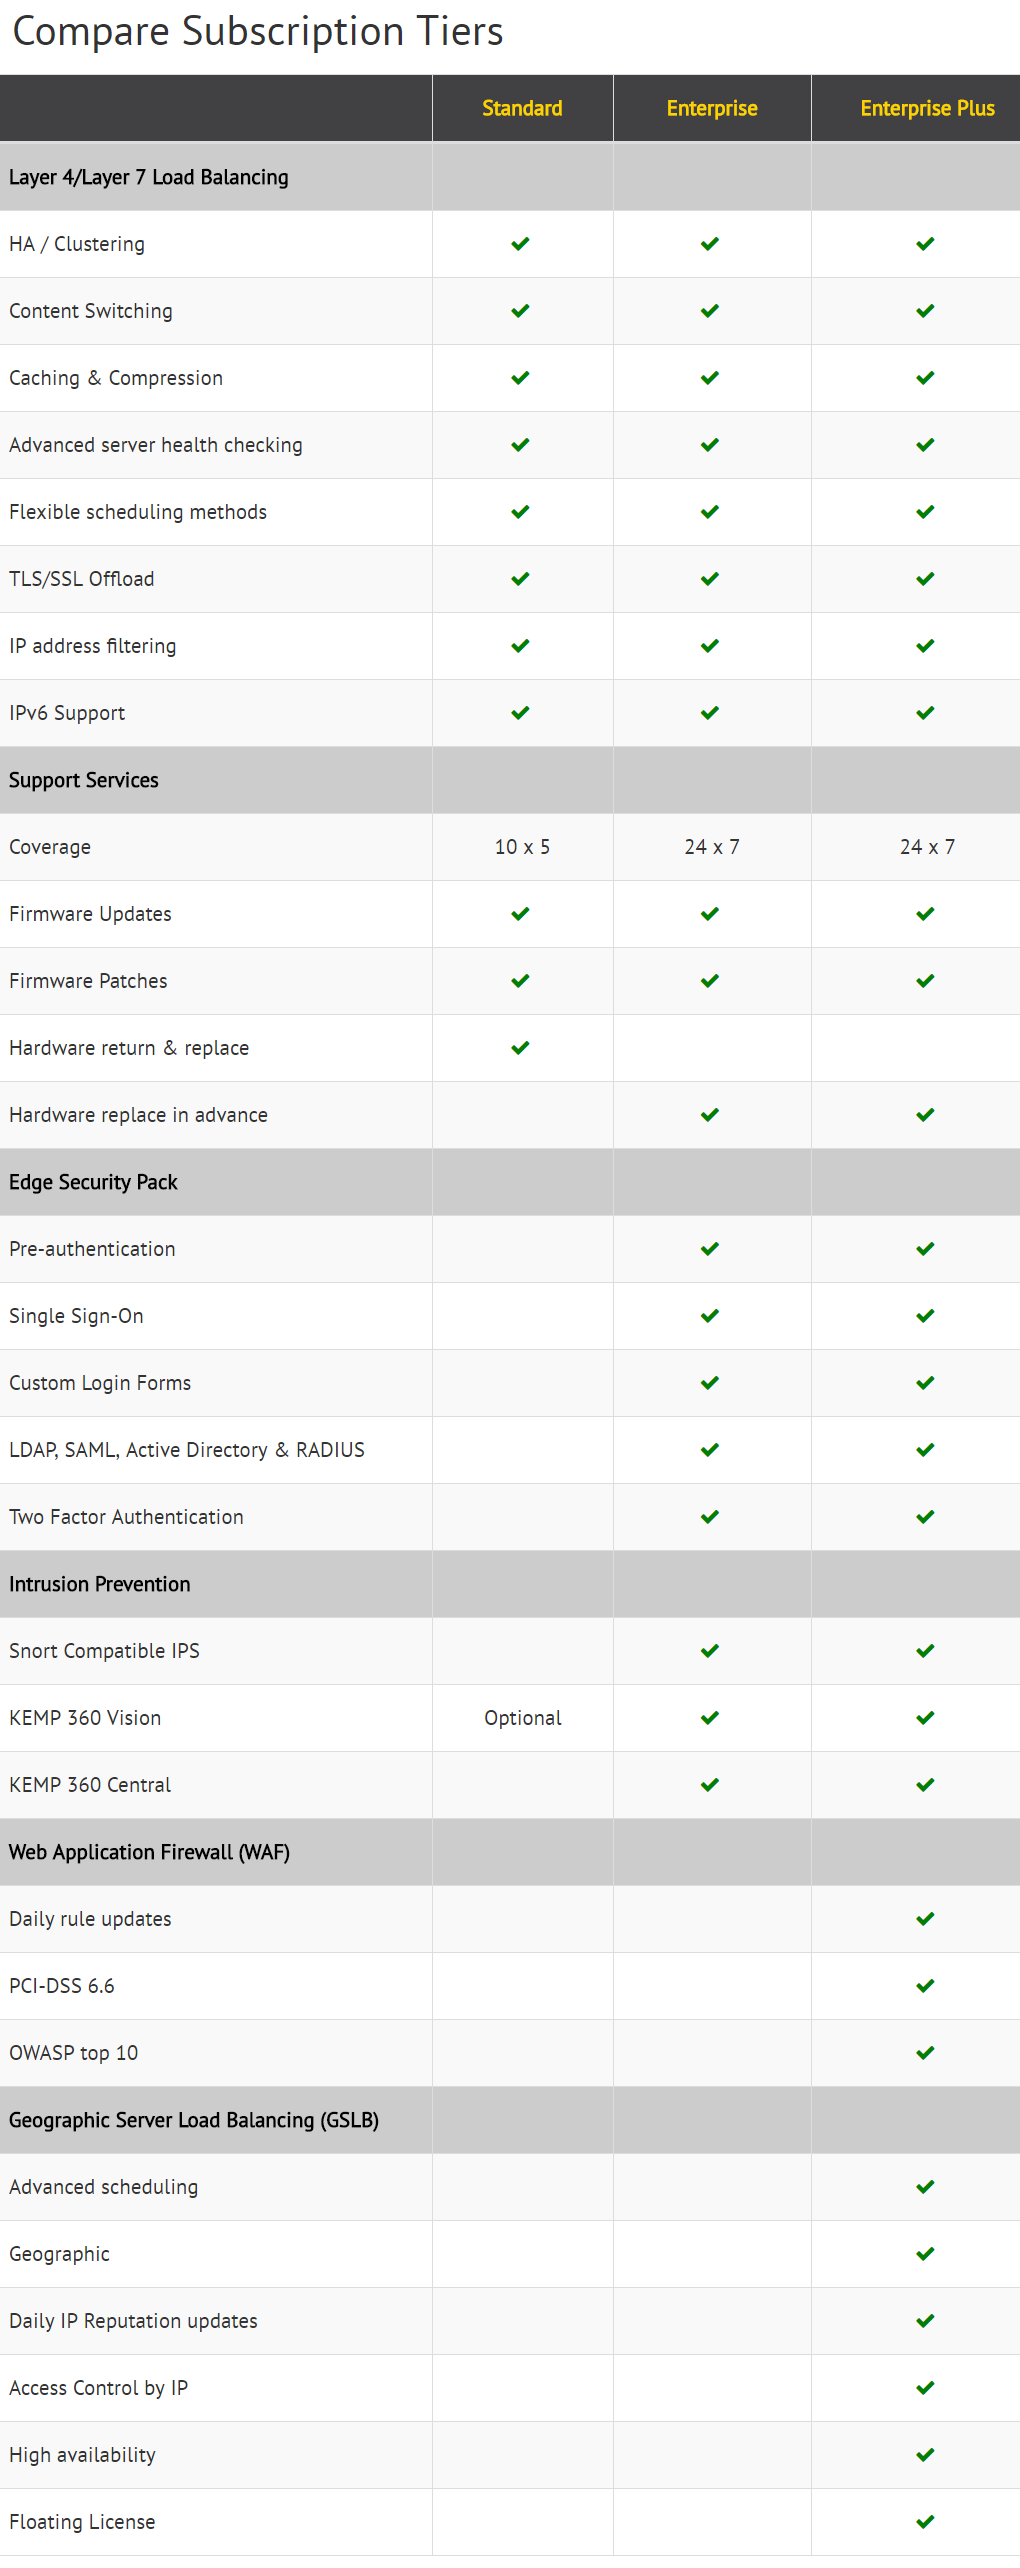 Compare Subscription Tiers
Standard Enterprise Enterprise Plus
Layer 4/Layer 7 Load Balancing
HA / Clustering ✔ ✔ ✔
Content Switching ✔ ✔ ✔
Caching & Compression ✔ ✔ ✔
Advanced server health checking ✔ ✔ ✔
Flexible scheduling methods ✔ ✔ ✔
TLS/SSL Offload ✔ ✔ ✔
IP address filtering ✔ ✔ ✔
IPv6 Support ✔ ✔ ✔
Support Services
Coverage 10 x 5 24 x 7 24 x 7
Firmware Updates ✔ ✔ ✔
Firmware Patches ✔ ✔ ✔
Hardware return & replace ✔
Hardware replace in advance ✔ ✔
Edge Security Pack
Pre-authentication ✔ ✔
Single Sign-On ✔ ✔
Custom Login Forms ✔ ✔
LDAP, SAML, Active Directory & RADIUS ✔ ✔
Two Factor Authentication ✔ ✔
Intrusion Prevention
Snort Compatible IPS ✔ ✔
KEMP 360 Vision Optional ✔ ✔
KEMP 360 Central ✔ ✔
Web Application Firewall (WAF)
Daily rule updates ✔
PCI-DSS 6.6 ✔
OWASP top 10 ✔
Geographic Server Load Balancing (GSLB)
Advanced scheduling ✔
Geographic ✔
Daily IP Reputation updates ✔
Access Control by IP ✔
High availability ✔
Floating License ✔